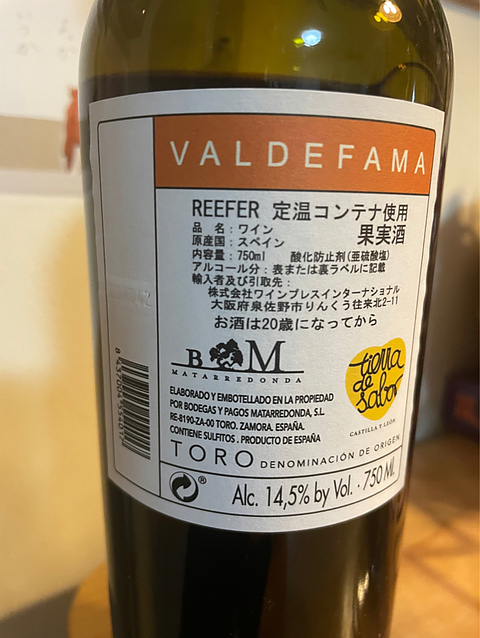 VALDEFAMA
REEFER 定温コンテナ使用
品 名：ワイン
果実酒
原産国：スペイン
内容量：750ml 酸化防止剤(亜硫酸塩)
アルコール分：表または裏ラベルに記載
輸入者及び引取先：
株式会社ワインプレスインターナショナル
大阪府泉佐野市りんくう往来北2-11
お酒は20歳になってから
BM
MATARREDONDA
tierra
de
sabor
CASTILLA Y LEÓN
ELABORADO Y EMBOTELLADO EN LA PROPIEDAD
POR BODEGAS Y PAGOS MATARREDONDA, S.L.
RE-8190-ZA-00 TORO. ZAMORA. ESPAÑA.
CONTIENE SULFITOS . PRODUCTO DE ESPAÑA
TORO DENOMINACIÓN DE ORIGEN
® Alc. 14,5% by Vol. · 750 ML.